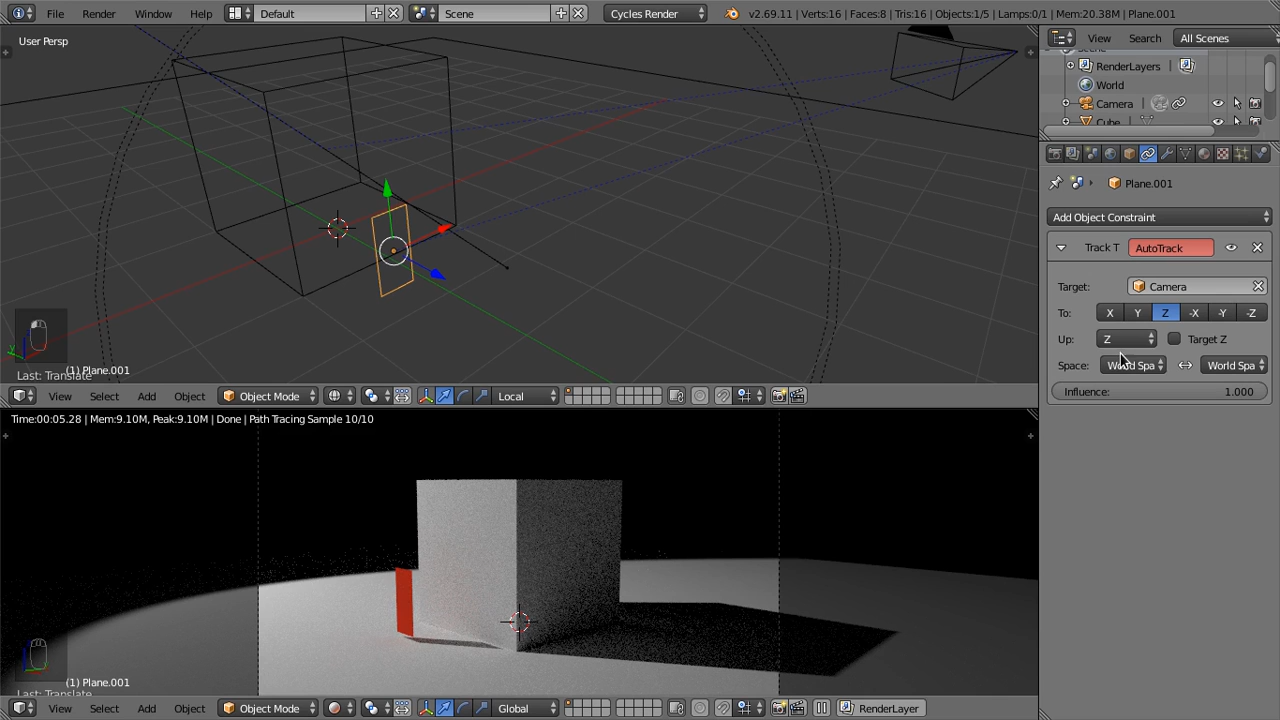 File Render Window Help Default Scene Cycles Render v2.69.11 | Verts:16 | Faces:8 | Tris:16 | Objects:1/5 | Lamps:0/1 | Mem:20.38M | Plane.001
User Persp
(1) Plane.001
Last: Translate
View Select Add Object Object Mode Local
Time:00:05.28 | Mem:9.10M, Peak:9.10M | Done | Path Tracing Sample 10/10
(1) Plane.001
Last: Translate
View Select Add Object Object Mode Global RenderLayer
View Search All Scenes
Scene
RenderLayers
World
Camera
Cube
Plane.001
Add Object Constraint
Track T AutoTrack
Target: Camera
To: X Y Z -X -Y -Z
Up: Z Target Z
Space: World Spa World Spa
Influence: 1.000